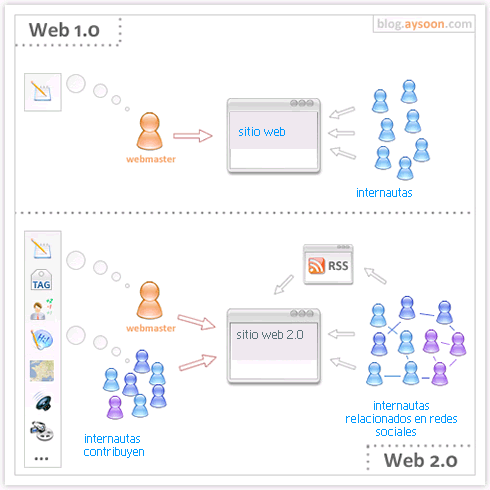 Web 1.0
blog.aysoon.com
webmaster
sitio web
internautas
TAG
Hi!
RSS
webmaster
sitio web 2.0
internautas
contribuyen
internautas
relacionados en redes
sociales
...
Web 2.0